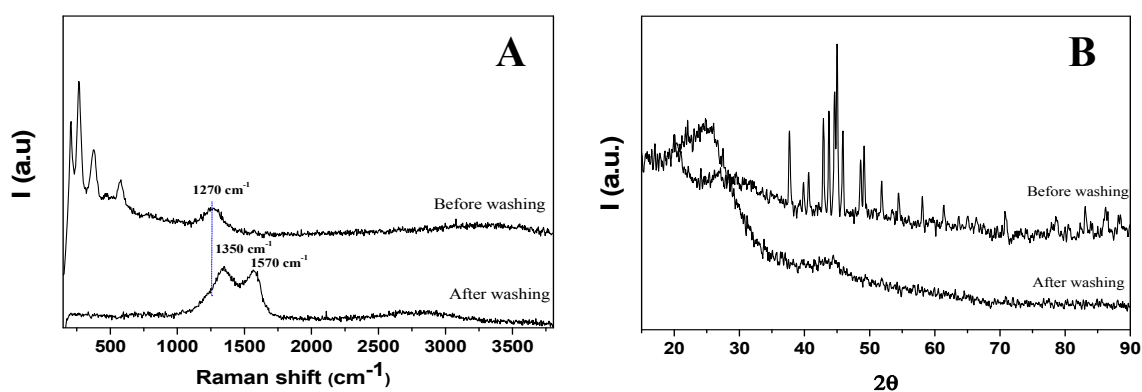 A
I (a.u)
1270 cm-1
Before washing
1350 cm-1
1570 cm-1
After washing
500 1000 1500 2000 2500 3000 3500
Raman shift (cm-1)
B
I (a.u.)
Before washing
After washing
20 30 40 50 60 70 80 90
2θ